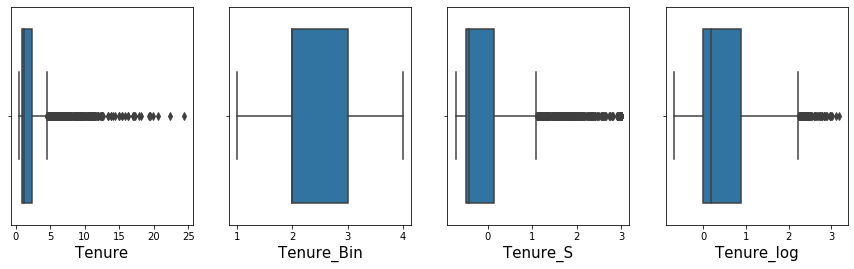 0 5 10 15 20 25
Tenure
1 2 3 4
Tenure_Bin
0 1 2 3
Tenure_S
0 1 2 3
Tenure_log